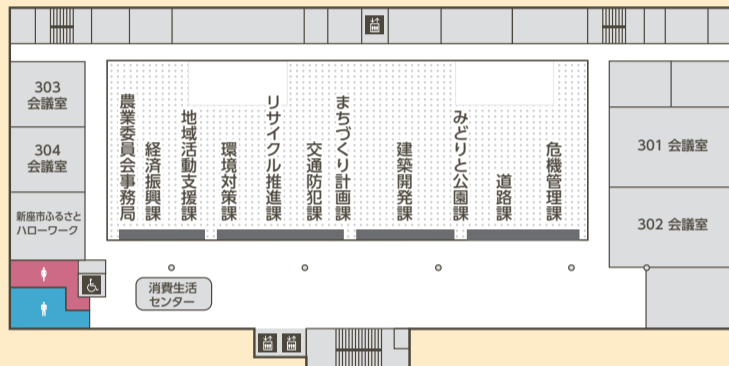 303
会議室
304
会議室
新座市ふるさと
ハローワーク
農業委員会事務局
経済振興課
地域活動支援課
環境対策課
リサイクル推進課
交通防犯課
まちづくり計画課
建築開発課
みどりと公園課
道路課
危機管理課
301 会議室
302 会議室
消費生活
センター